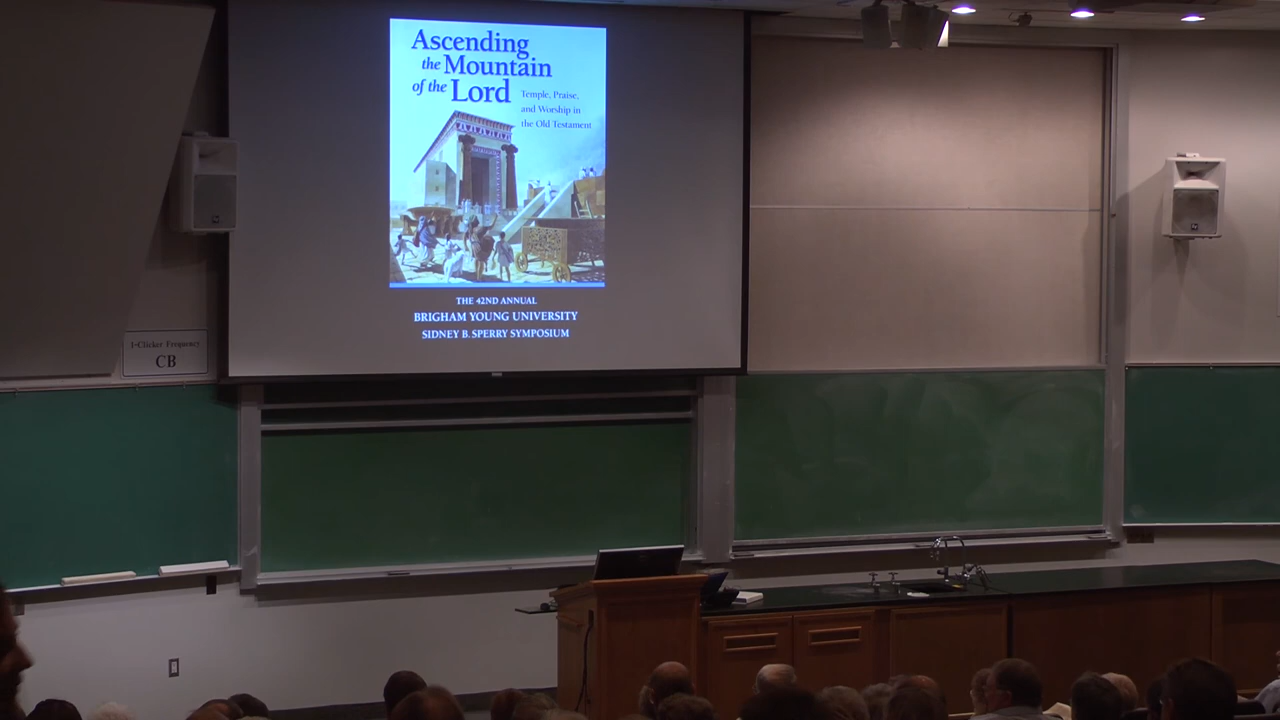 Ascending
the Mountain
of the Lord
Temple, Praise,
and Worship in
the Old Testament
THE 42ND ANNUAL
BRIGHAM YOUNG UNIVERSITY
SIDNEY B. SPERRY SYMPOSIUM
I-Clicker Frequency
CB